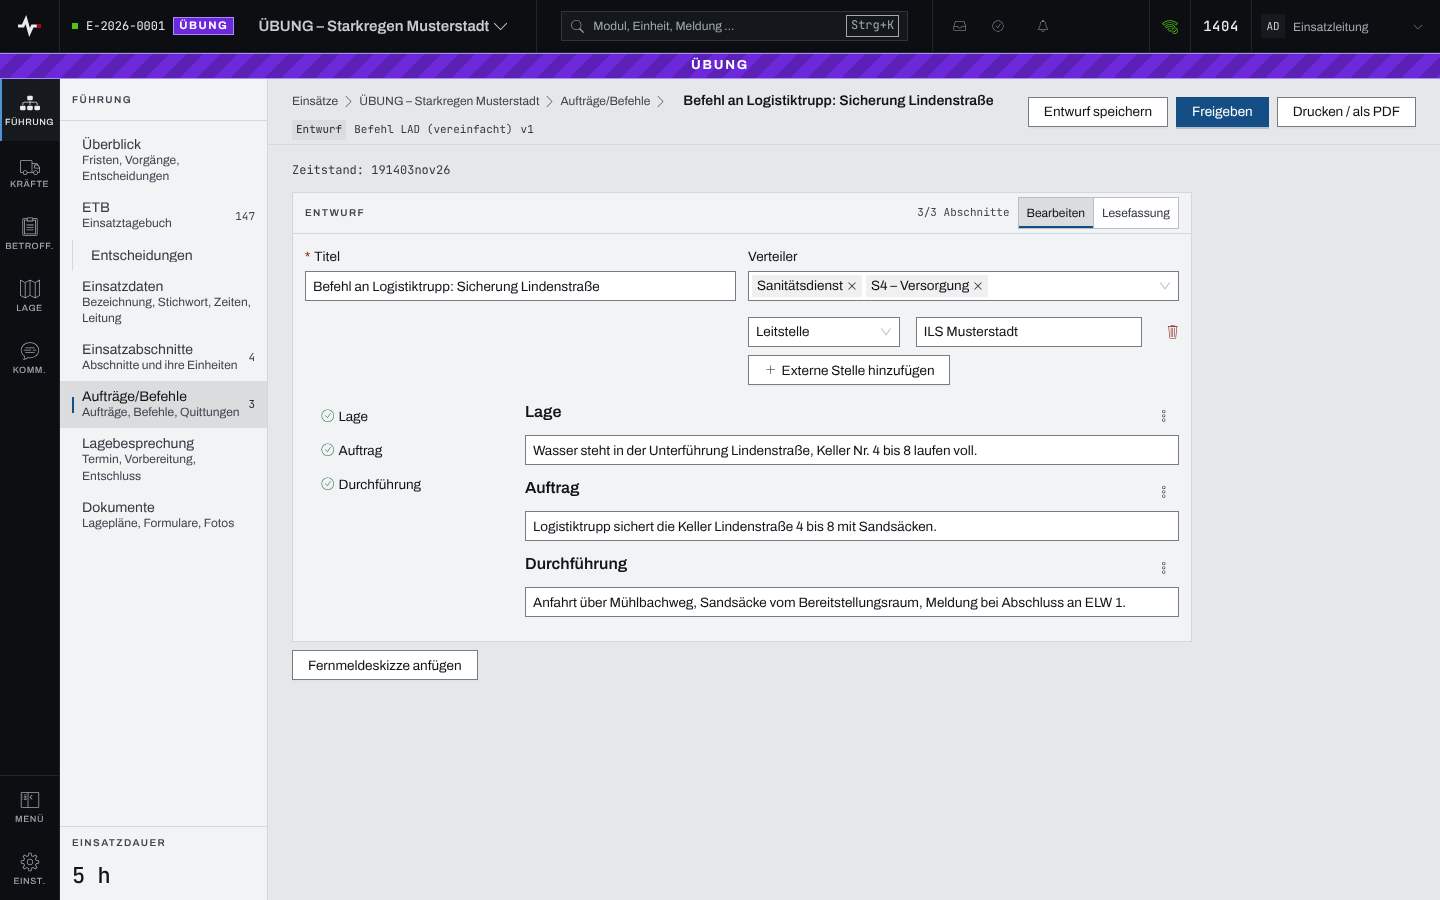 E-2026-0001 ÜBUNG ÜBUNG – Starkregen Musterstadt Modul, Einheit, Meldung ... Strg+K 1404 AD Einsatzleitung
ÜBUNG
FÜHRUNG
KRÄFTE
BETROFF.
LAGE
KOMM.
MENÜ
EINST.
FÜHRUNG
Überblick
Fristen, Vorgänge,
Entscheidungen
ETB
Einsatztagebuch
147
Entscheidungen
Einsatzdaten
Bezeichnung, Stichwort, Zeiten,
Leitung
Einsatzabschnitte
Abschnitte und ihre Einheiten
4
Aufträge/Befehle
Aufträge, Befehle, Quittungen
3
Lagebesprechung
Termin, Vorbereitung,
Entschluss
Dokumente
Lagepläne, Formulare, Fotos
EINSATZDAUER
5 h
Einsätze ÜBUNG – Starkregen Musterstadt Aufträge/Befehle Befehl an Logistiktrupp: Sicherung Lindenstraße
Entwurf Befehl LAD (vereinfacht) v1
Entwurf speichern Freigeben Drucken / als PDF
Zeitstand: 191403nov26
ENTWURF 3/3 Abschnitte Bearbeiten Lesefassung
* Titel
Befehl an Logistiktrupp: Sicherung Lindenstraße
Verteiler
Sanitätsdienst S4 – Versorgung
Leitstelle ILS Musterstadt
Externe Stelle hinzufügen
Lage
Auftrag
Durchführung
Lage
Wasser steht in der Unterführung Lindenstraße, Keller Nr. 4 bis 8 laufen voll.
Auftrag
Logistiktrupp sichert die Keller Lindenstraße 4 bis 8 mit Sandsäcken.
Durchführung
Anfahrt über Mühlbachweg, Sandsäcke vom Bereitstellungsraum, Meldung bei Abschluss an ELW 1.
Fernmeldeskizze anfügen